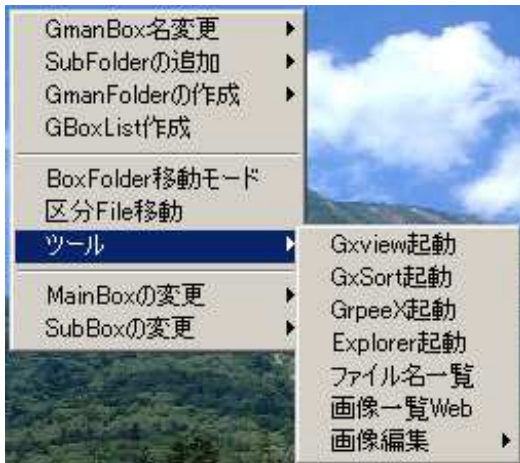 GmanBox名変更
SubFolderの追加
GmanFolderの作成
GBoxList作成
BoxFolder移動モード
区分File移動
ツール
MainBoxの変更
SubBoxの変更
Gxview起動
GxSort起動
GrpeeX起動
Explorer起動
ファイル名一覧
画像一覧Web
画像編集